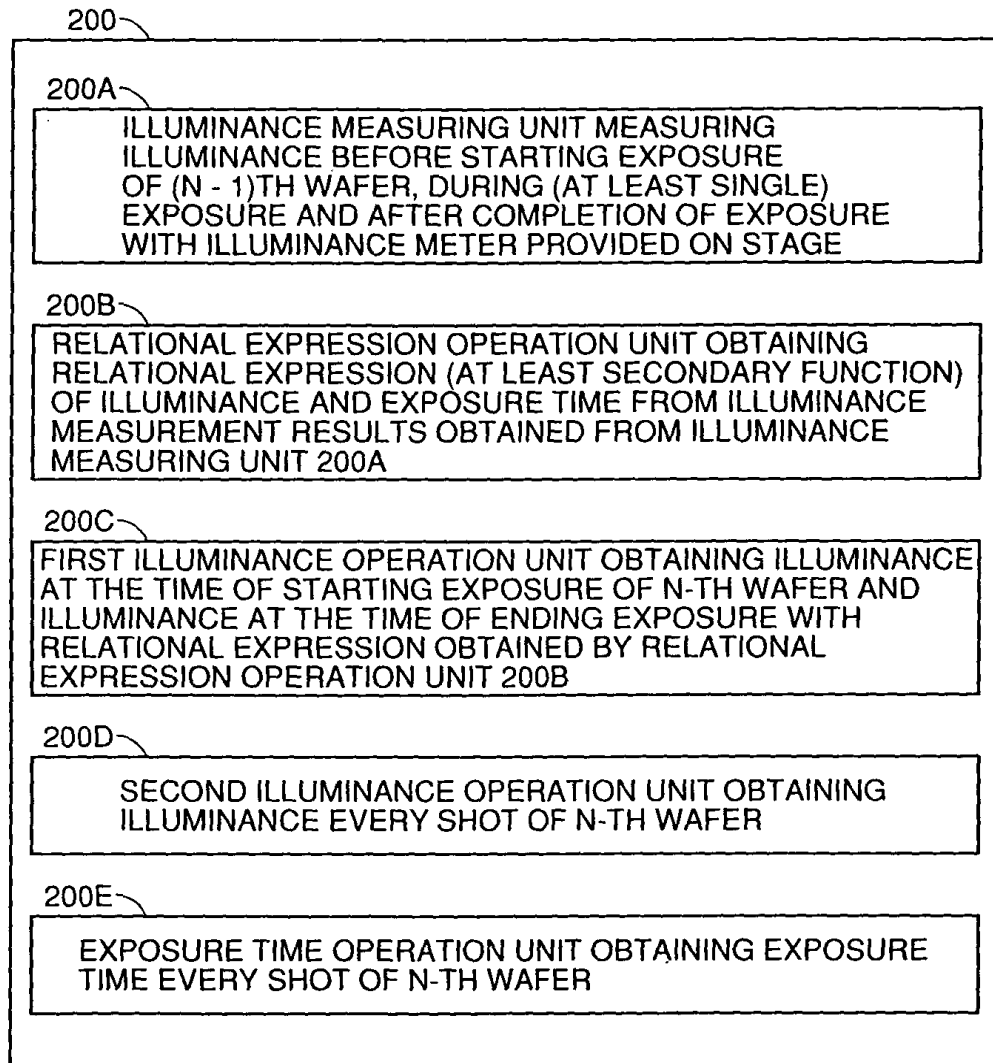 200
200A
ILLUMINANCE MEASURING UNIT MEASURING
ILLUMINANCE BEFORE STARTING EXPOSURE
OF (N - 1)TH WAFER, DURING (AT LEAST SINGLE)
EXPOSURE AND AFTER COMPLETION OF EXPOSURE
WITH ILLUMINANCE METER PROVIDED ON STAGE
200B
RELATIONAL EXPRESSION OPERATION UNIT OBTAINING
RELATIONAL EXPRESSION (AT LEAST SECONDARY FUNCTION)
OF ILLUMINANCE AND EXPOSURE TIME FROM ILLUMINANCE
MEASUREMENT RESULTS OBTAINED FROM ILLUMINANCE
MEASURING UNIT 200A
200C
FIRST ILLUMINANCE OPERATION UNIT OBTAINING ILLUMINANCE
AT THE TIME OF STARTING EXPOSURE OF N-TH WAFER AND
ILLUMINANCE AT THE TIME OF ENDING EXPOSURE WITH
RELATIONAL EXPRESSION OBTAINED BY RELATIONAL
EXPRESSION OPERATION UNIT 200B
200D
SECOND ILLUMINANCE OPERATION UNIT OBTAINING
ILLUMINANCE EVERY SHOT OF N-TH WAFER
200E
EXPOSURE TIME OPERATION UNIT OBTAINING EXPOSURE
TIME EVERY SHOT OF N-TH WAFER